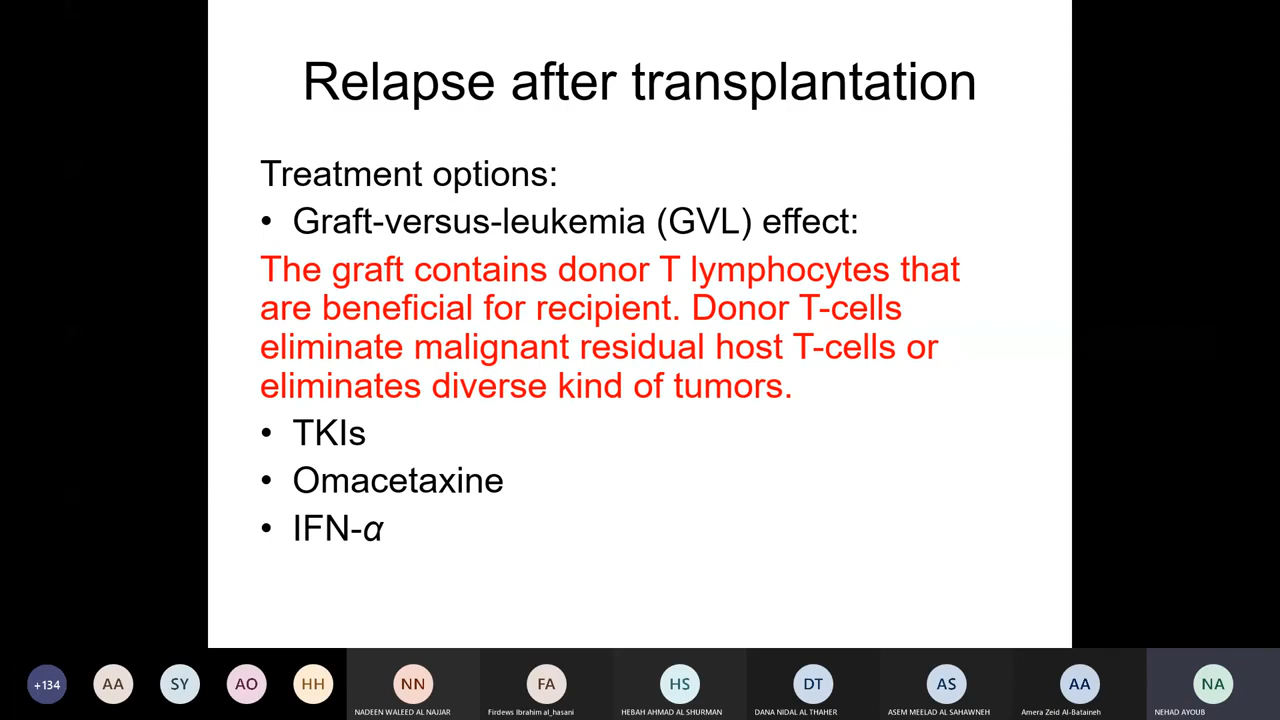 Relapse after transplantation
Treatment options:
• Graft-versus-leukemia (GVL) effect:
The graft contains donor T lymphocytes that
are beneficial for recipient. Donor T-cells
eliminate malignant residual host T-cells or
eliminates diverse kind of tumors.
• TKIs
• Omacetaxine
• IFN-α
+134 AA SY AO HH NN FA HS DT AS AA NA
NADEEN WALEED AL NAJJAR Firdews Ibrahim al_hasani HEBAH AHMAD AL SHURMAN DANA NIDAL AL THAHER ASEM MEELAD AL SAHAWNEH Amera Zeid Al-Bataineh NEHAD AYOUB